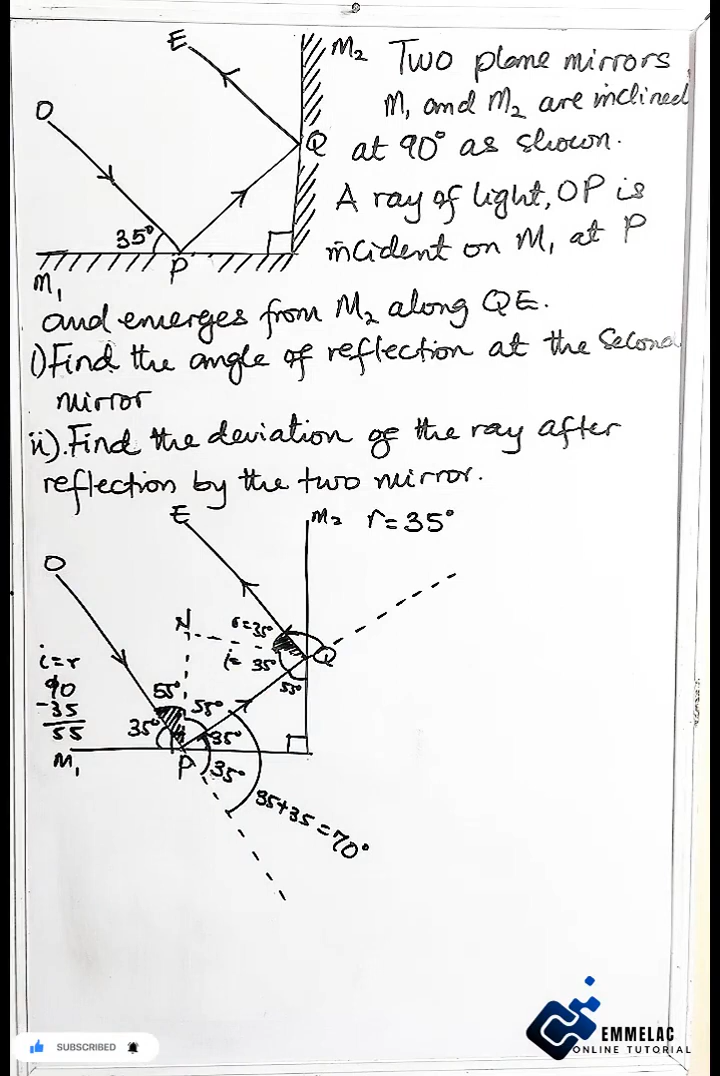 E
M₂ Two plane mirrors
M₁ and M₂ are inclined
O
Q at 90° as shown.
A ray of light, OP is
35°
incident on M₁ at P
P
M₁
and emerges from M₂ along QE.
i) Find the angle of reflection at the second
mirror
ii). Find the deviation of the ray after
reflection by the two mirror.
E
M₂ r = 35°
O
N
r = 35°
i = 35°
Q
i = r
90
-35
55
55°
55°
55°
35°
35°
M₁
P
35°
35+35 = 70°
SUBSCRIBED
EMMELAC
ONLINE TUTORIAL